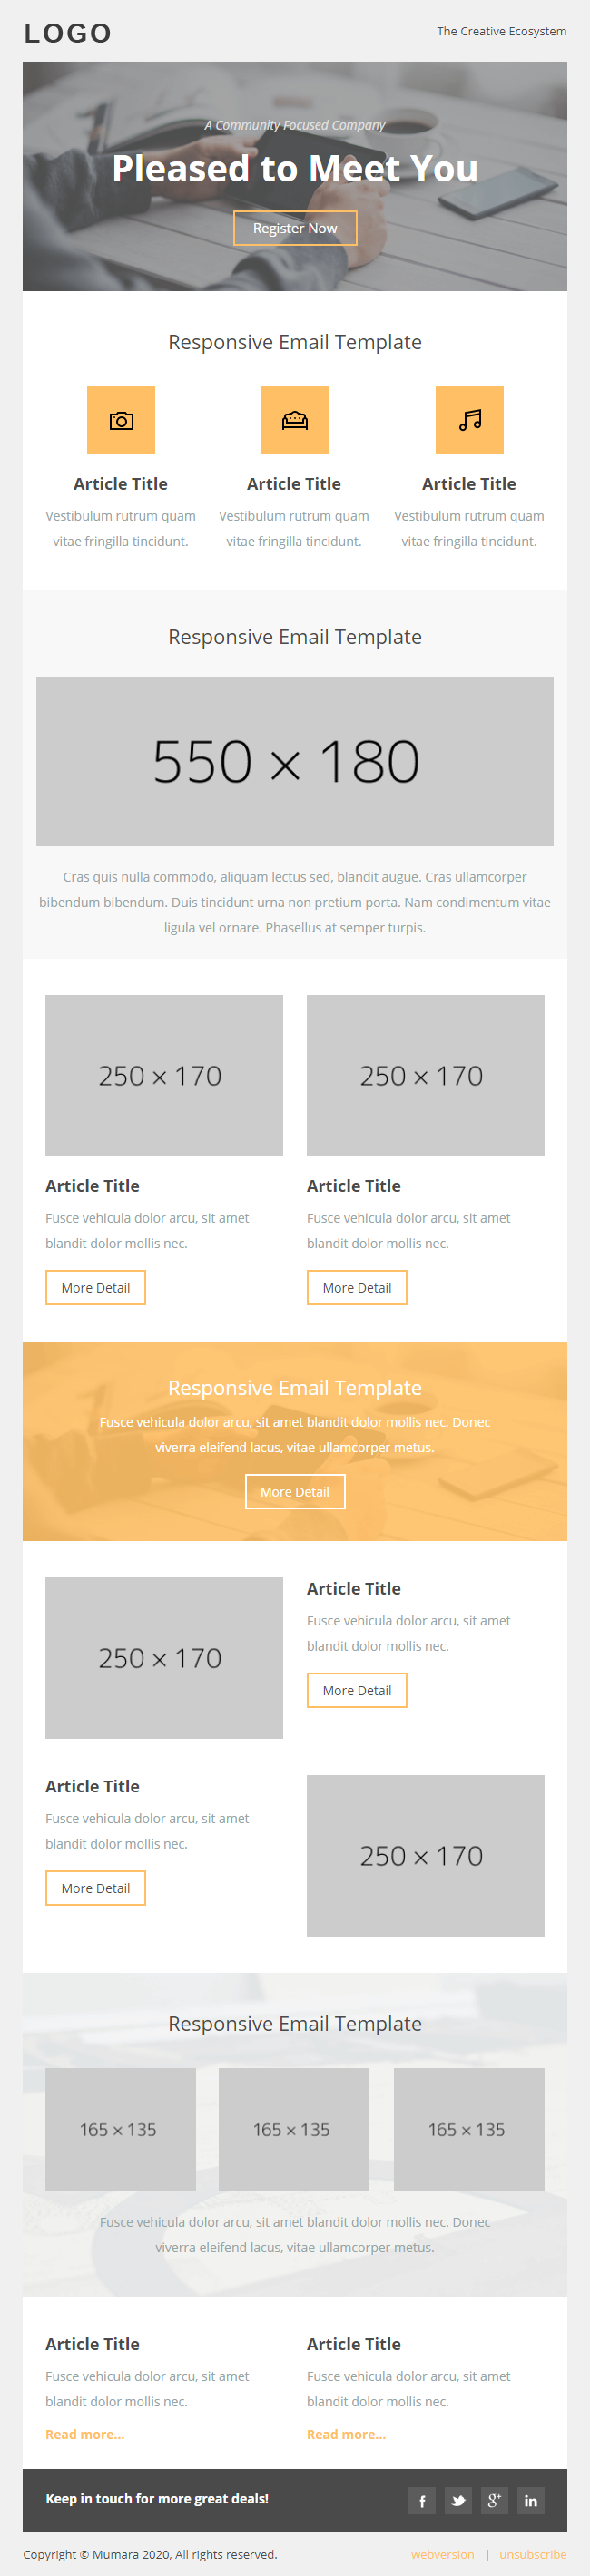 LOGO
The Creative Ecosystem
A Community Focused Company
Pleased to Meet You
Register Now
Responsive Email Template
Article Title
Vestibulum rutrum quam
vitae fringilla tincidunt.
Article Title
Vestibulum rutrum quam
vitae fringilla tincidunt.
Article Title
Vestibulum rutrum quam
vitae fringilla tincidunt.
Responsive Email Template
550 × 180
Cras quis nulla commodo, aliquam lectus sed, blandit augue. Cras ullamcorper
bibendum bibendum. Duis tincidunt urna non pretium porta. Nam condimentum vitae
ligula vel ornare. Phasellus at semper turpis.
250 × 170
Article Title
Fusce vehicula dolor arcu, sit amet
blandit dolor mollis nec.
More Detail
250 × 170
Article Title
Fusce vehicula dolor arcu, sit amet
blandit dolor mollis nec.
More Detail
Responsive Email Template
Fusce vehicula dolor arcu, sit amet blandit dolor mollis nec. Donec
viverra eleifend lacus, vitae ullamcorper metus.
More Detail
250 × 170
Article Title
Fusce vehicula dolor arcu, sit amet
blandit dolor mollis nec.
More Detail
Article Title
Fusce vehicula dolor arcu, sit amet
blandit dolor mollis nec.
More Detail
250 × 170
Responsive Email Template
165 × 135
165 × 135
165 × 135
Fusce vehicula dolor arcu, sit amet blandit dolor mollis nec. Donec
viverra eleifend lacus, vitae ullamcorper metus.
Article Title
Fusce vehicula dolor arcu, sit amet
blandit dolor mollis nec.
Read more...
Article Title
Fusce vehicula dolor arcu, sit amet
blandit dolor mollis nec.
Read more...
Keep in touch for more great deals!
f
g+
in
Copyright © Mumara 2020, All rights reserved.
webversion | unsubscribe